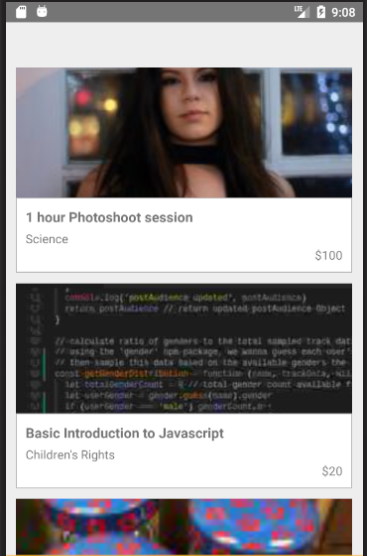 LTE 9:08
1 hour Photoshoot session
Science
$100
console.log('postAudience updated', postAudience)
return postAudience // return updated postAudience Object
}
// calculate ratio of genders to the total sampled track dat
// using the 'gender' npm package, we wanna guess each user'
// then sample this data based on the available genders the
const getGenderDistribution = function (name, trackData,
let totalGenderCount = // total gender count available f
let userGender = gender.guess(name).gender
if (userGender === 'male') genderCount.
Basic Introduction to Javascript
Children's Rights
$20